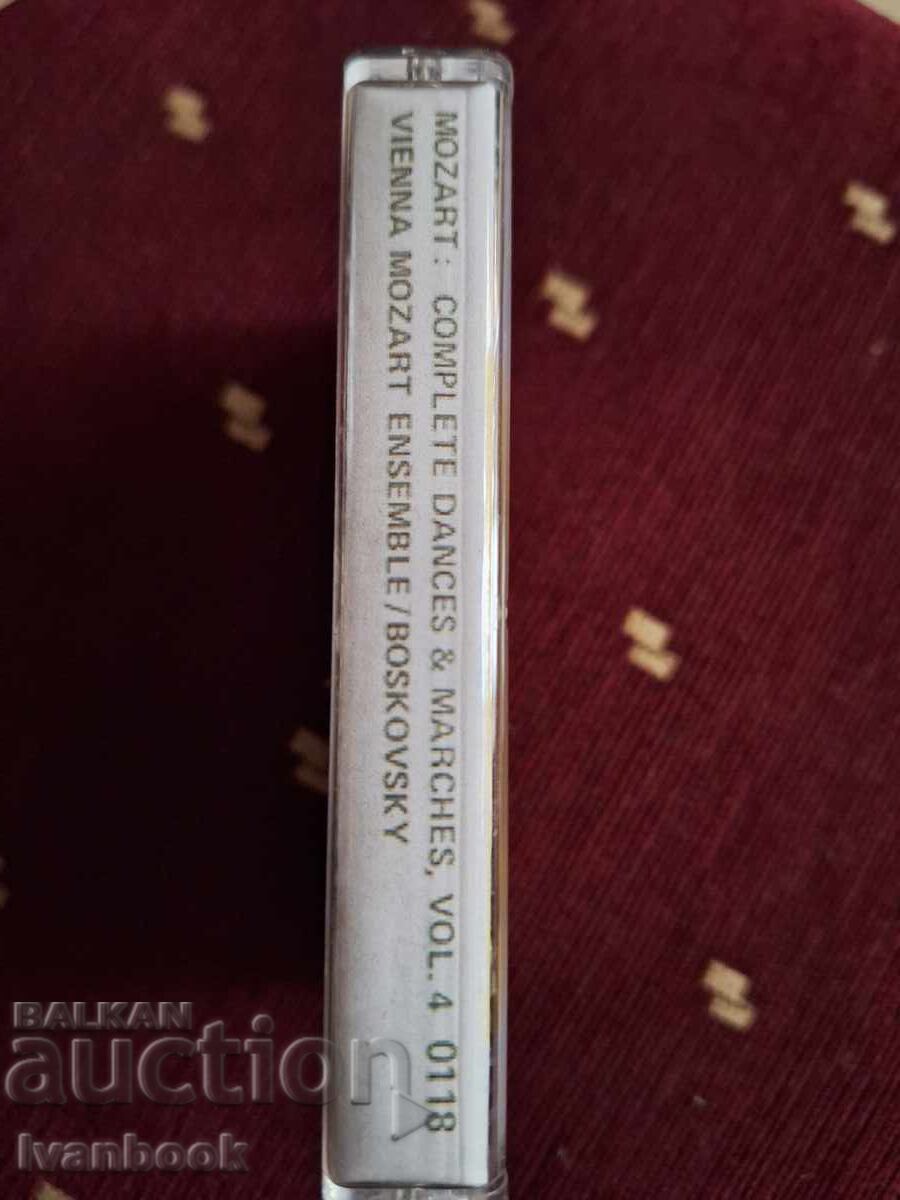 MOZART: COMPLETE DANCES & MARCHES, VOL. 4 0118
VIENNA MOZART ENSEMBLE/BOSKOVSKY
BALKAN
auction
Ivanbook